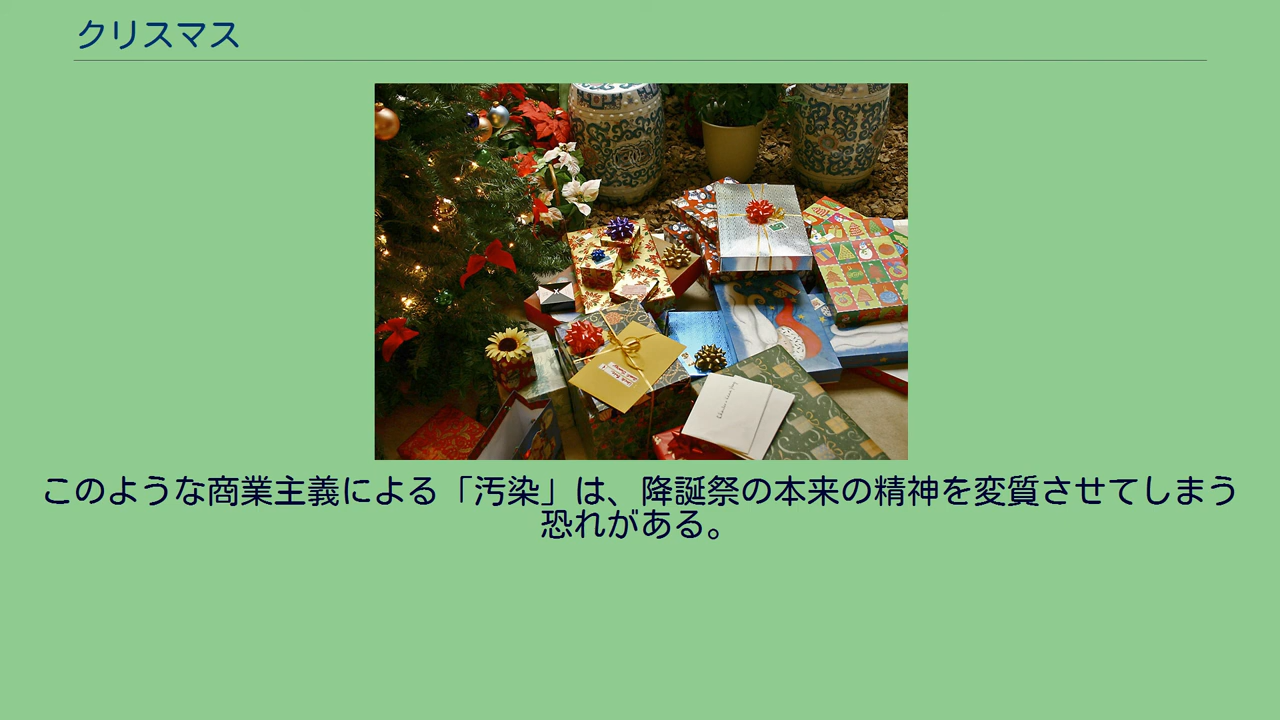 クリスマス
このような商業主義による「汚染」は、降誕祭の本来の精神を変質させてしまう
恐れがある。